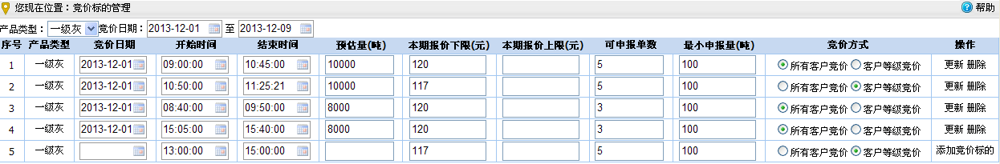 您现在位置：竞价标的管理 帮助
产品类型：一级灰 竞价日期：2013-12-01 至 2013-12-09
序号 产品类型 竞价日期 开始时间 结束时间 预估量(吨) 本期报价下限(元) 本期报价上限(元) 可申报单数 最小申报量(吨) 竞价方式 操作
1 一级灰 2013-12-01 09:00:00 10:45:00 10000 120 5 100 所有客户竞价 客户等级竞价 更新 删除
2 一级灰 2013-12-01 10:50:00 11:25:21 10000 117 5 100 所有客户竞价 客户等级竞价 更新 删除
3 一级灰 2013-12-01 08:40:00 09:50:00 8000 120 3 100 所有客户竞价 客户等级竞价 更新 删除
4 一级灰 2013-12-01 15:05:00 15:40:00 8000 120 3 100 所有客户竞价 客户等级竞价 更新 删除
5 一级灰 13:00:00 15:00:00 117 5 100 所有客户竞价 客户等级竞价 添加竞价标的